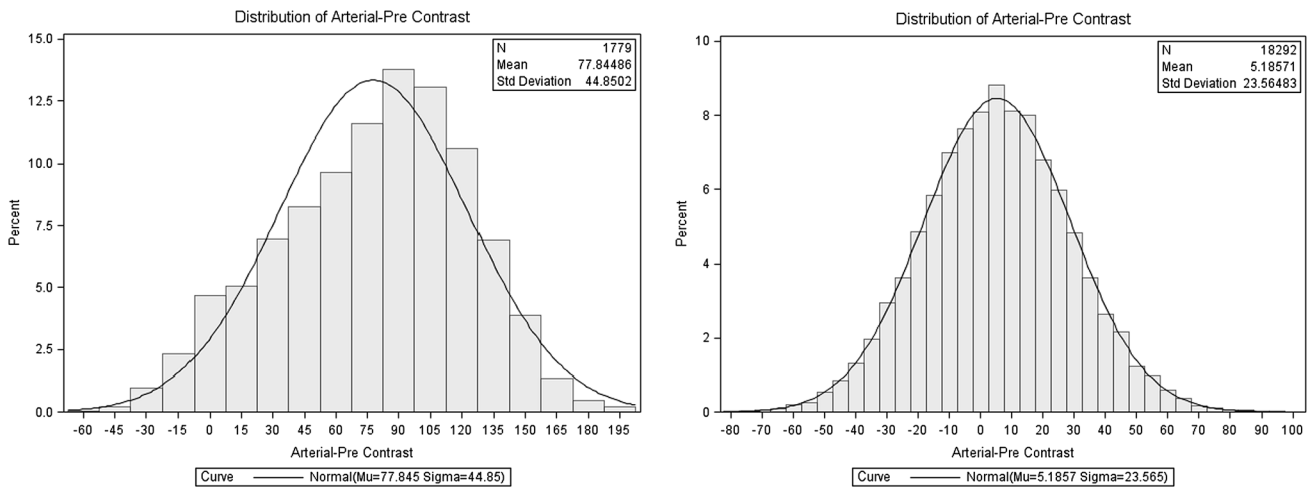 Distribution of Arterial-Pre Contrast
N 1779
Mean 77.84486
Std Deviation 44.8502
15.0
12.5
10.0
7.5
5.0
2.5
0.0
Percent
-60 -45 -30 -15 0 15 30 45 60 75 90 105 120 135 150 165 180 195
Arterial-Pre Contrast
Curve Normal(Mu=77.845 Sigma=44.85)
Distribution of Arterial-Pre Contrast
N 18292
Mean 5.18571
Std Deviation 23.56483
10
8
6
4
2
0
Percent
-80 -70 -60 -50 -40 -30 -20 -10 0 10 20 30 40 50 60 70 80 90 100
Arterial-Pre Contrast
Curve Normal(Mu=5.1857 Sigma=23.565)